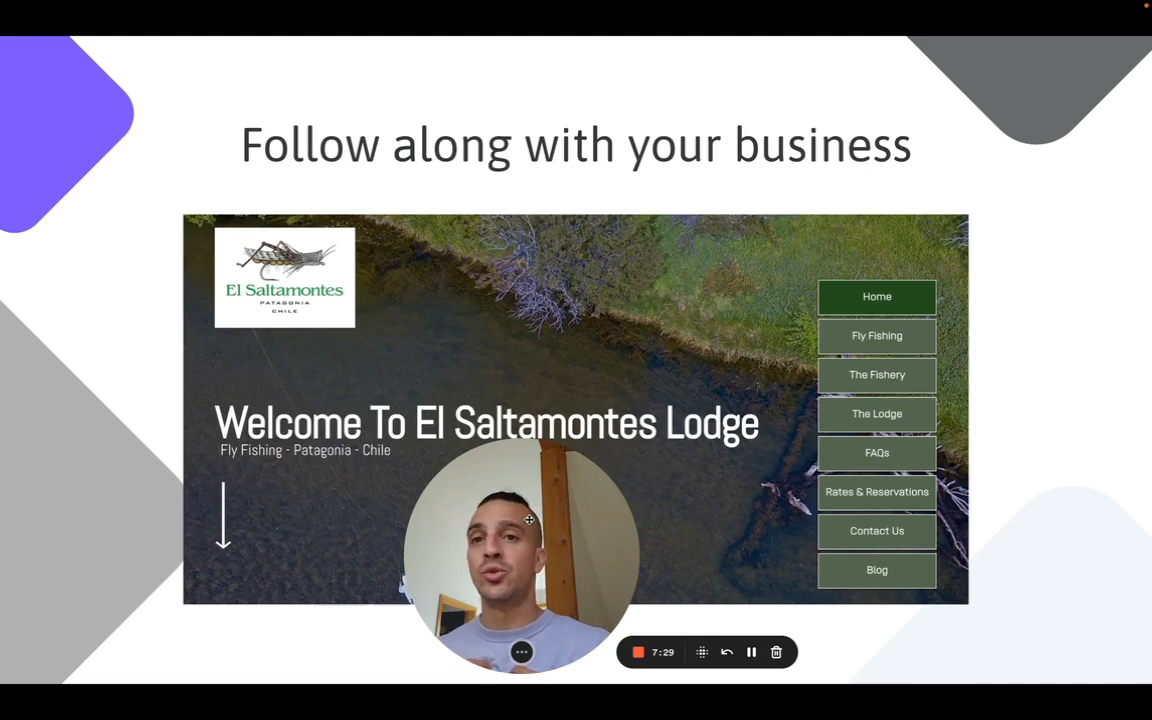 Follow along with your business
El Saltamontes
PATAGONIA
CHILE
Home
Fly Fishing
The Fishery
The Lodge
FAQs
Rates & Reservations
Contact Us
Blog
Welcome To El Saltamontes Lodge
Fly Fishing - Patagonia - Chile
7:29